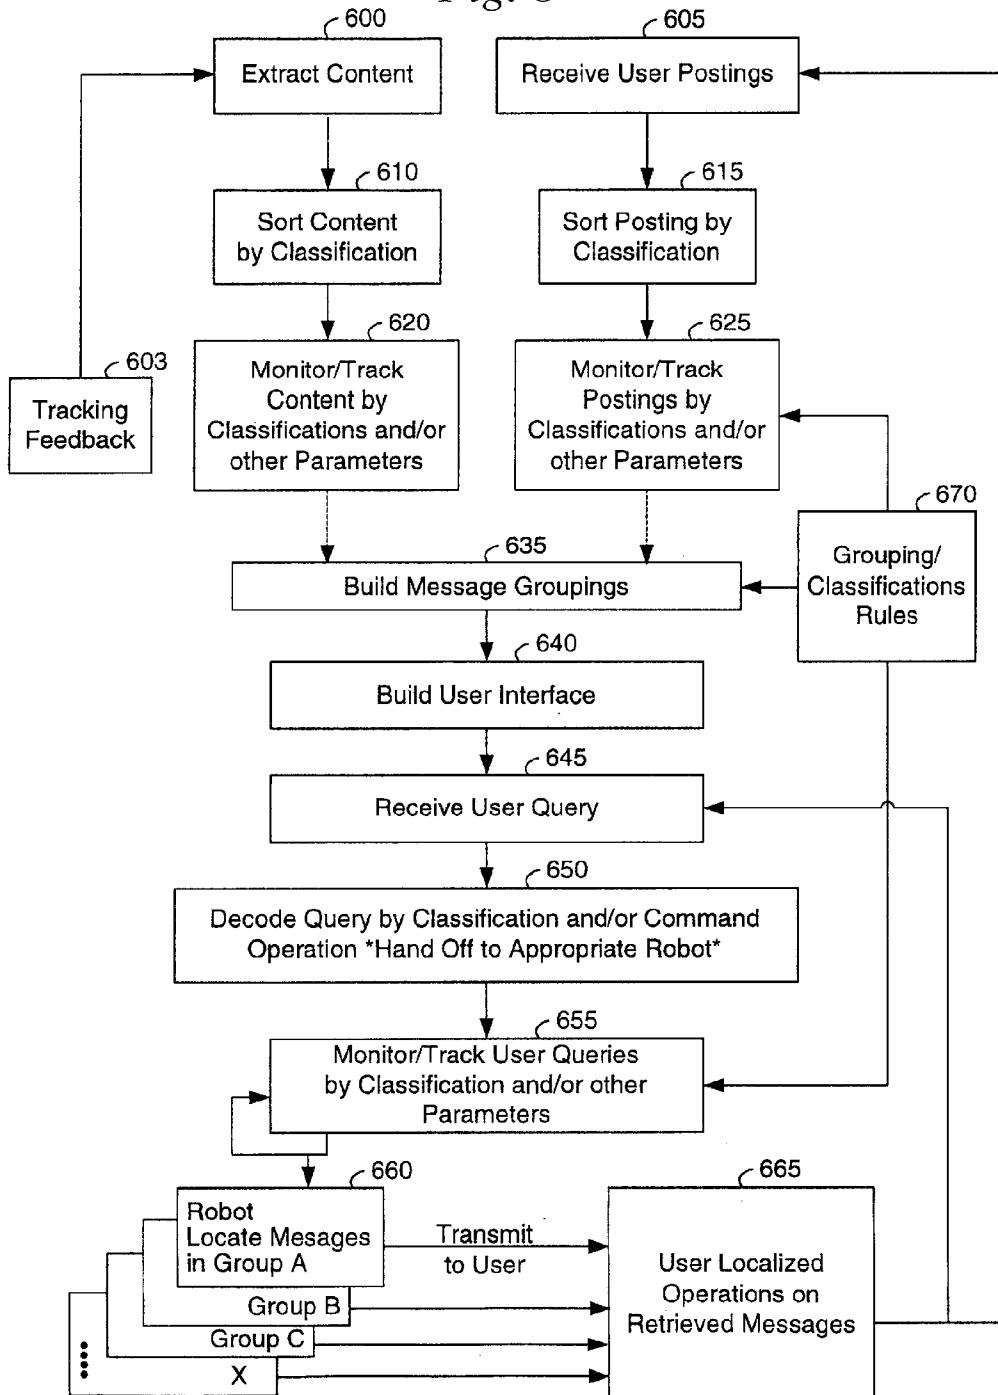 600
Extract Content
605
Receive User Postings
610
Sort Content
by Classification
615
Sort Posting by
Classification
620
Monitor/Track
Content by
Classifications and/or
other Parameters
625
Monitor/Track
Postings by
Classifications and/or
other Parameters
603
Tracking
Feedback
670
Grouping/
Classifications
Rules
635
Build Message Groupings
640
Build User Interface
645
Receive User Query
650
Decode Query by Classification and/or Command
Operation *Hand Off to Appropriate Robot*
655
Monitor/Track User Queries
by Classification and/or other
Parameters
660
Robot
Locate Mesages
in Group A
Group B
Group C
X
Transmit
to User
665
User Localized
Operations on
Retrieved Messages